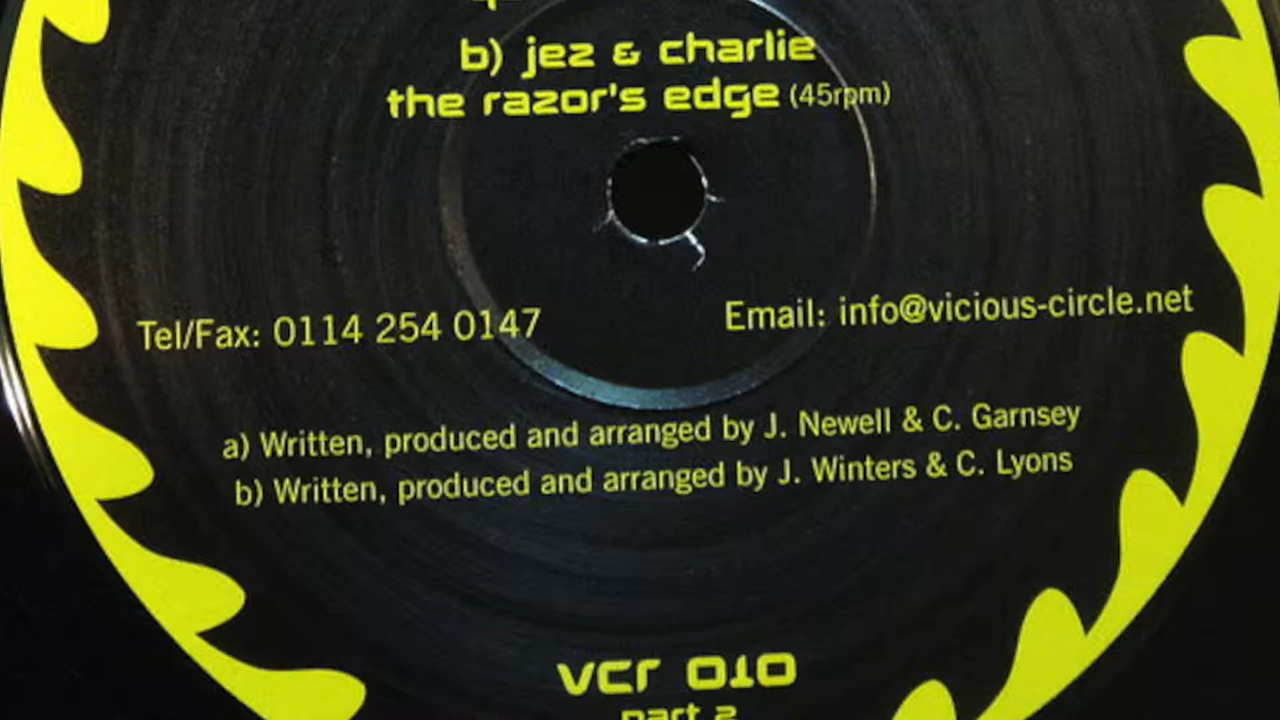 b) jez & charlie
the razor's edge (45rpm)
Tel/Fax: 0114 254 0147
Email: info@vicious-circle.net
a) Written, produced and arranged by J. Newell & C. Garnsey
b) Written, produced and arranged by J. Winters & C. Lyons
vcr 010
part 2